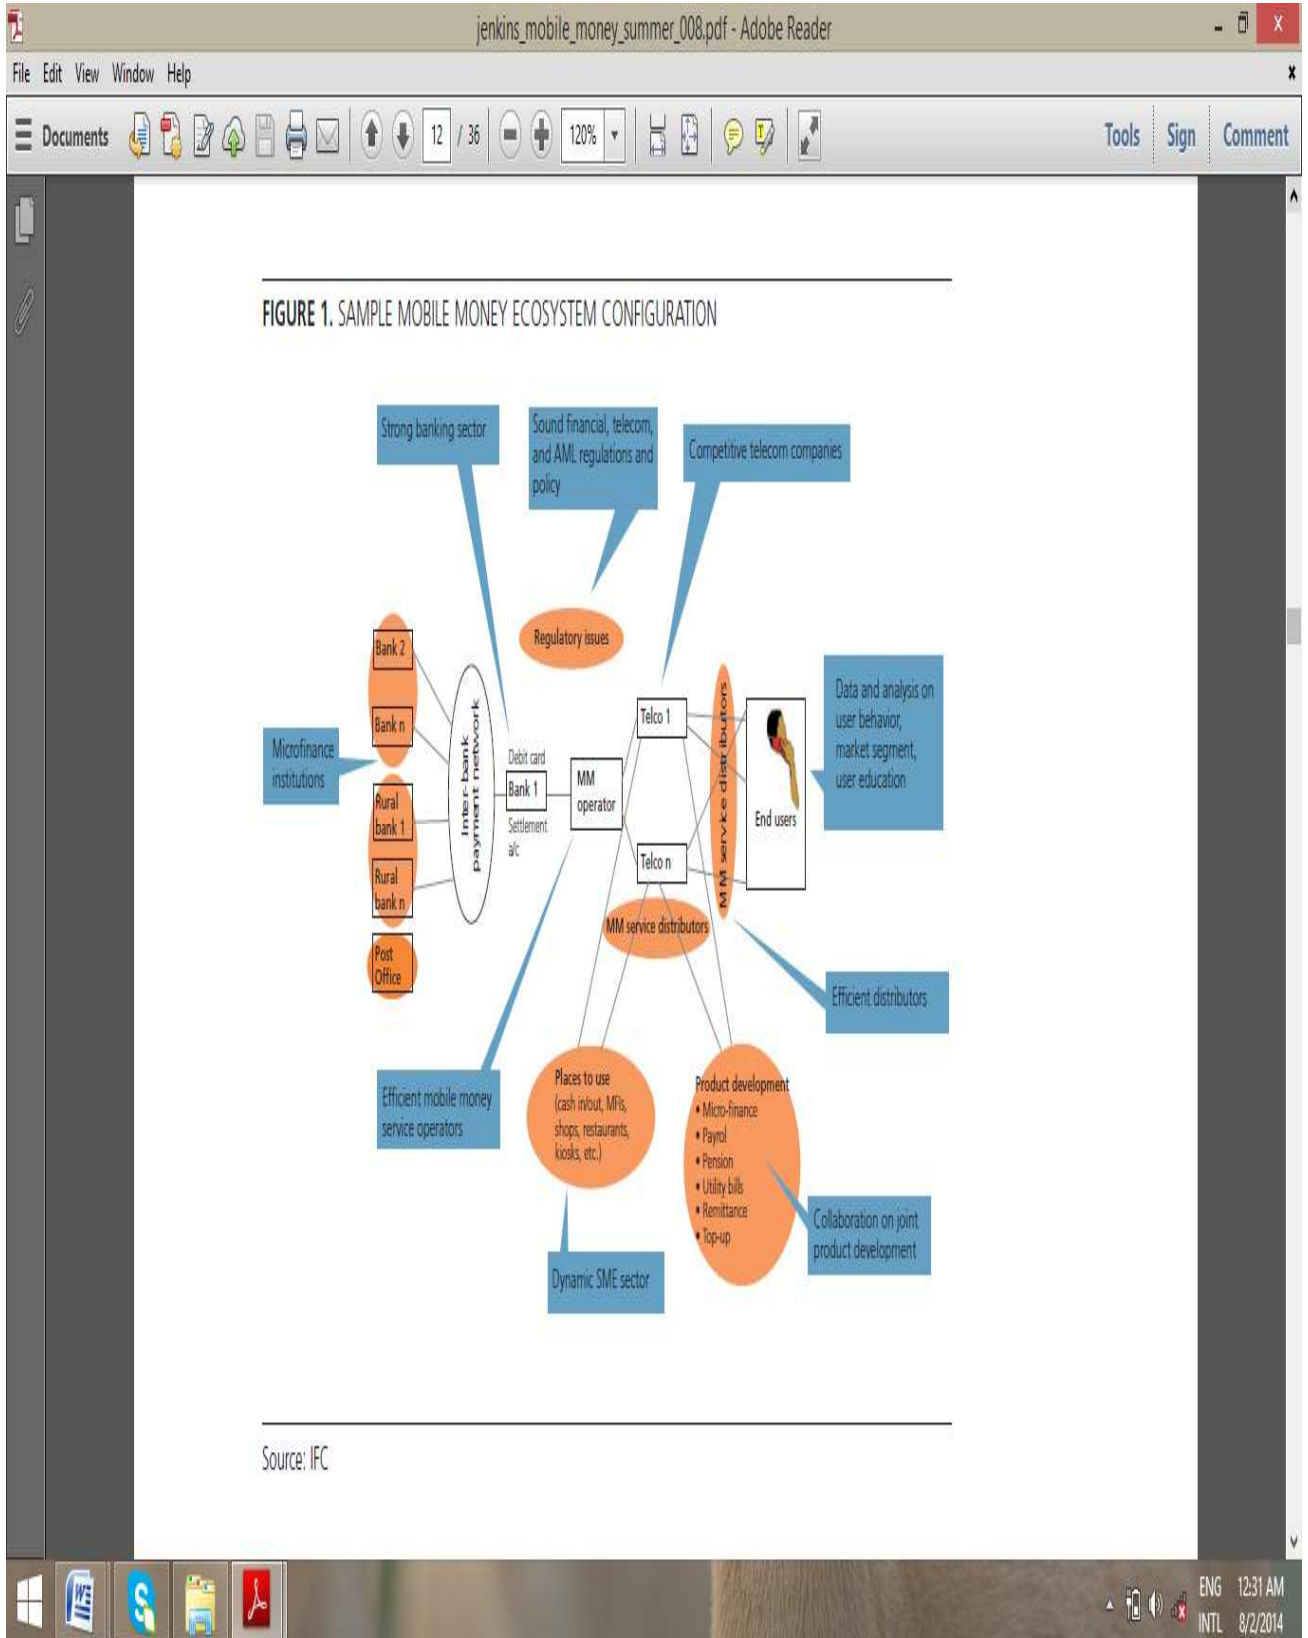 jenkins_mobile_money_summer_008.pdf - Adobe Reader
File Edit View Window Help
Documents
12 / 36
120%
Tools Sign Comment
FIGURE 1. SAMPLE MOBILE MONEY ECOSYSTEM CONFIGURATION
Strong banking sector
Sound financial, telecom,
and AML regulations and
policy
Competitive telecom companies
Regulatory issues
Bank 2
Bank n
Microfinance
institutions
Rural
bank 1
Rural
bank n
Post
Office
Inter-bank
payment network
Debit card
Bank 1
Settlement
a/c
MM
operator
Telco 1
Telco n
MM service distributors
MM service distributors
End users
Data and analysis on
user behavior,
market segment,
user education
Efficient distributors
Efficient mobile money
service operators
Places to use
(cash in/out, MFIs,
shops, restaurants,
kiosks, etc.)
Product development
• Micro-finance
• Payrol
• Pension
• Utility bills
• Remittance
• Top-up
Collaboration on joint
product development
Dynamic SME sector
Source: IFC
ENG 12:31 AM
INTL 8/2/2014